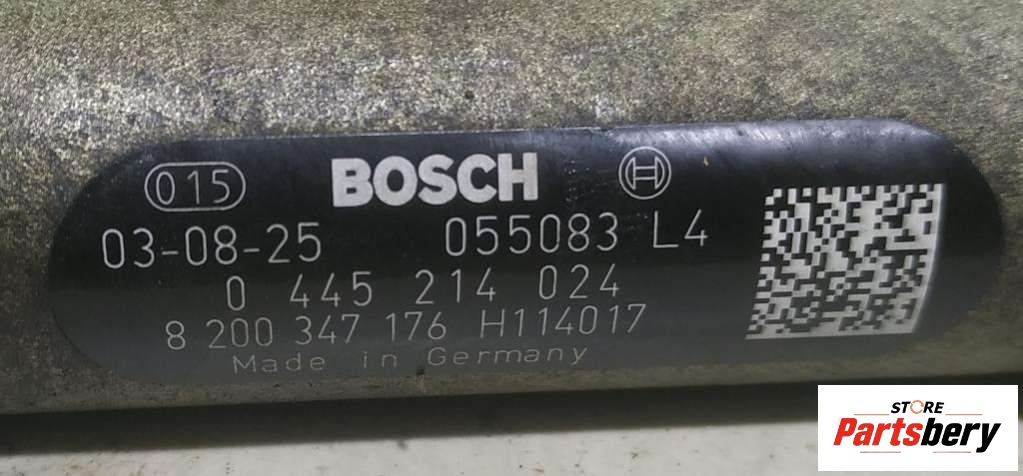 015 BOSCH H
03-08-25 055083 L4
0 445 214 024
8 200 347 176 H114017
Made in Germany
STORE
Partsbery